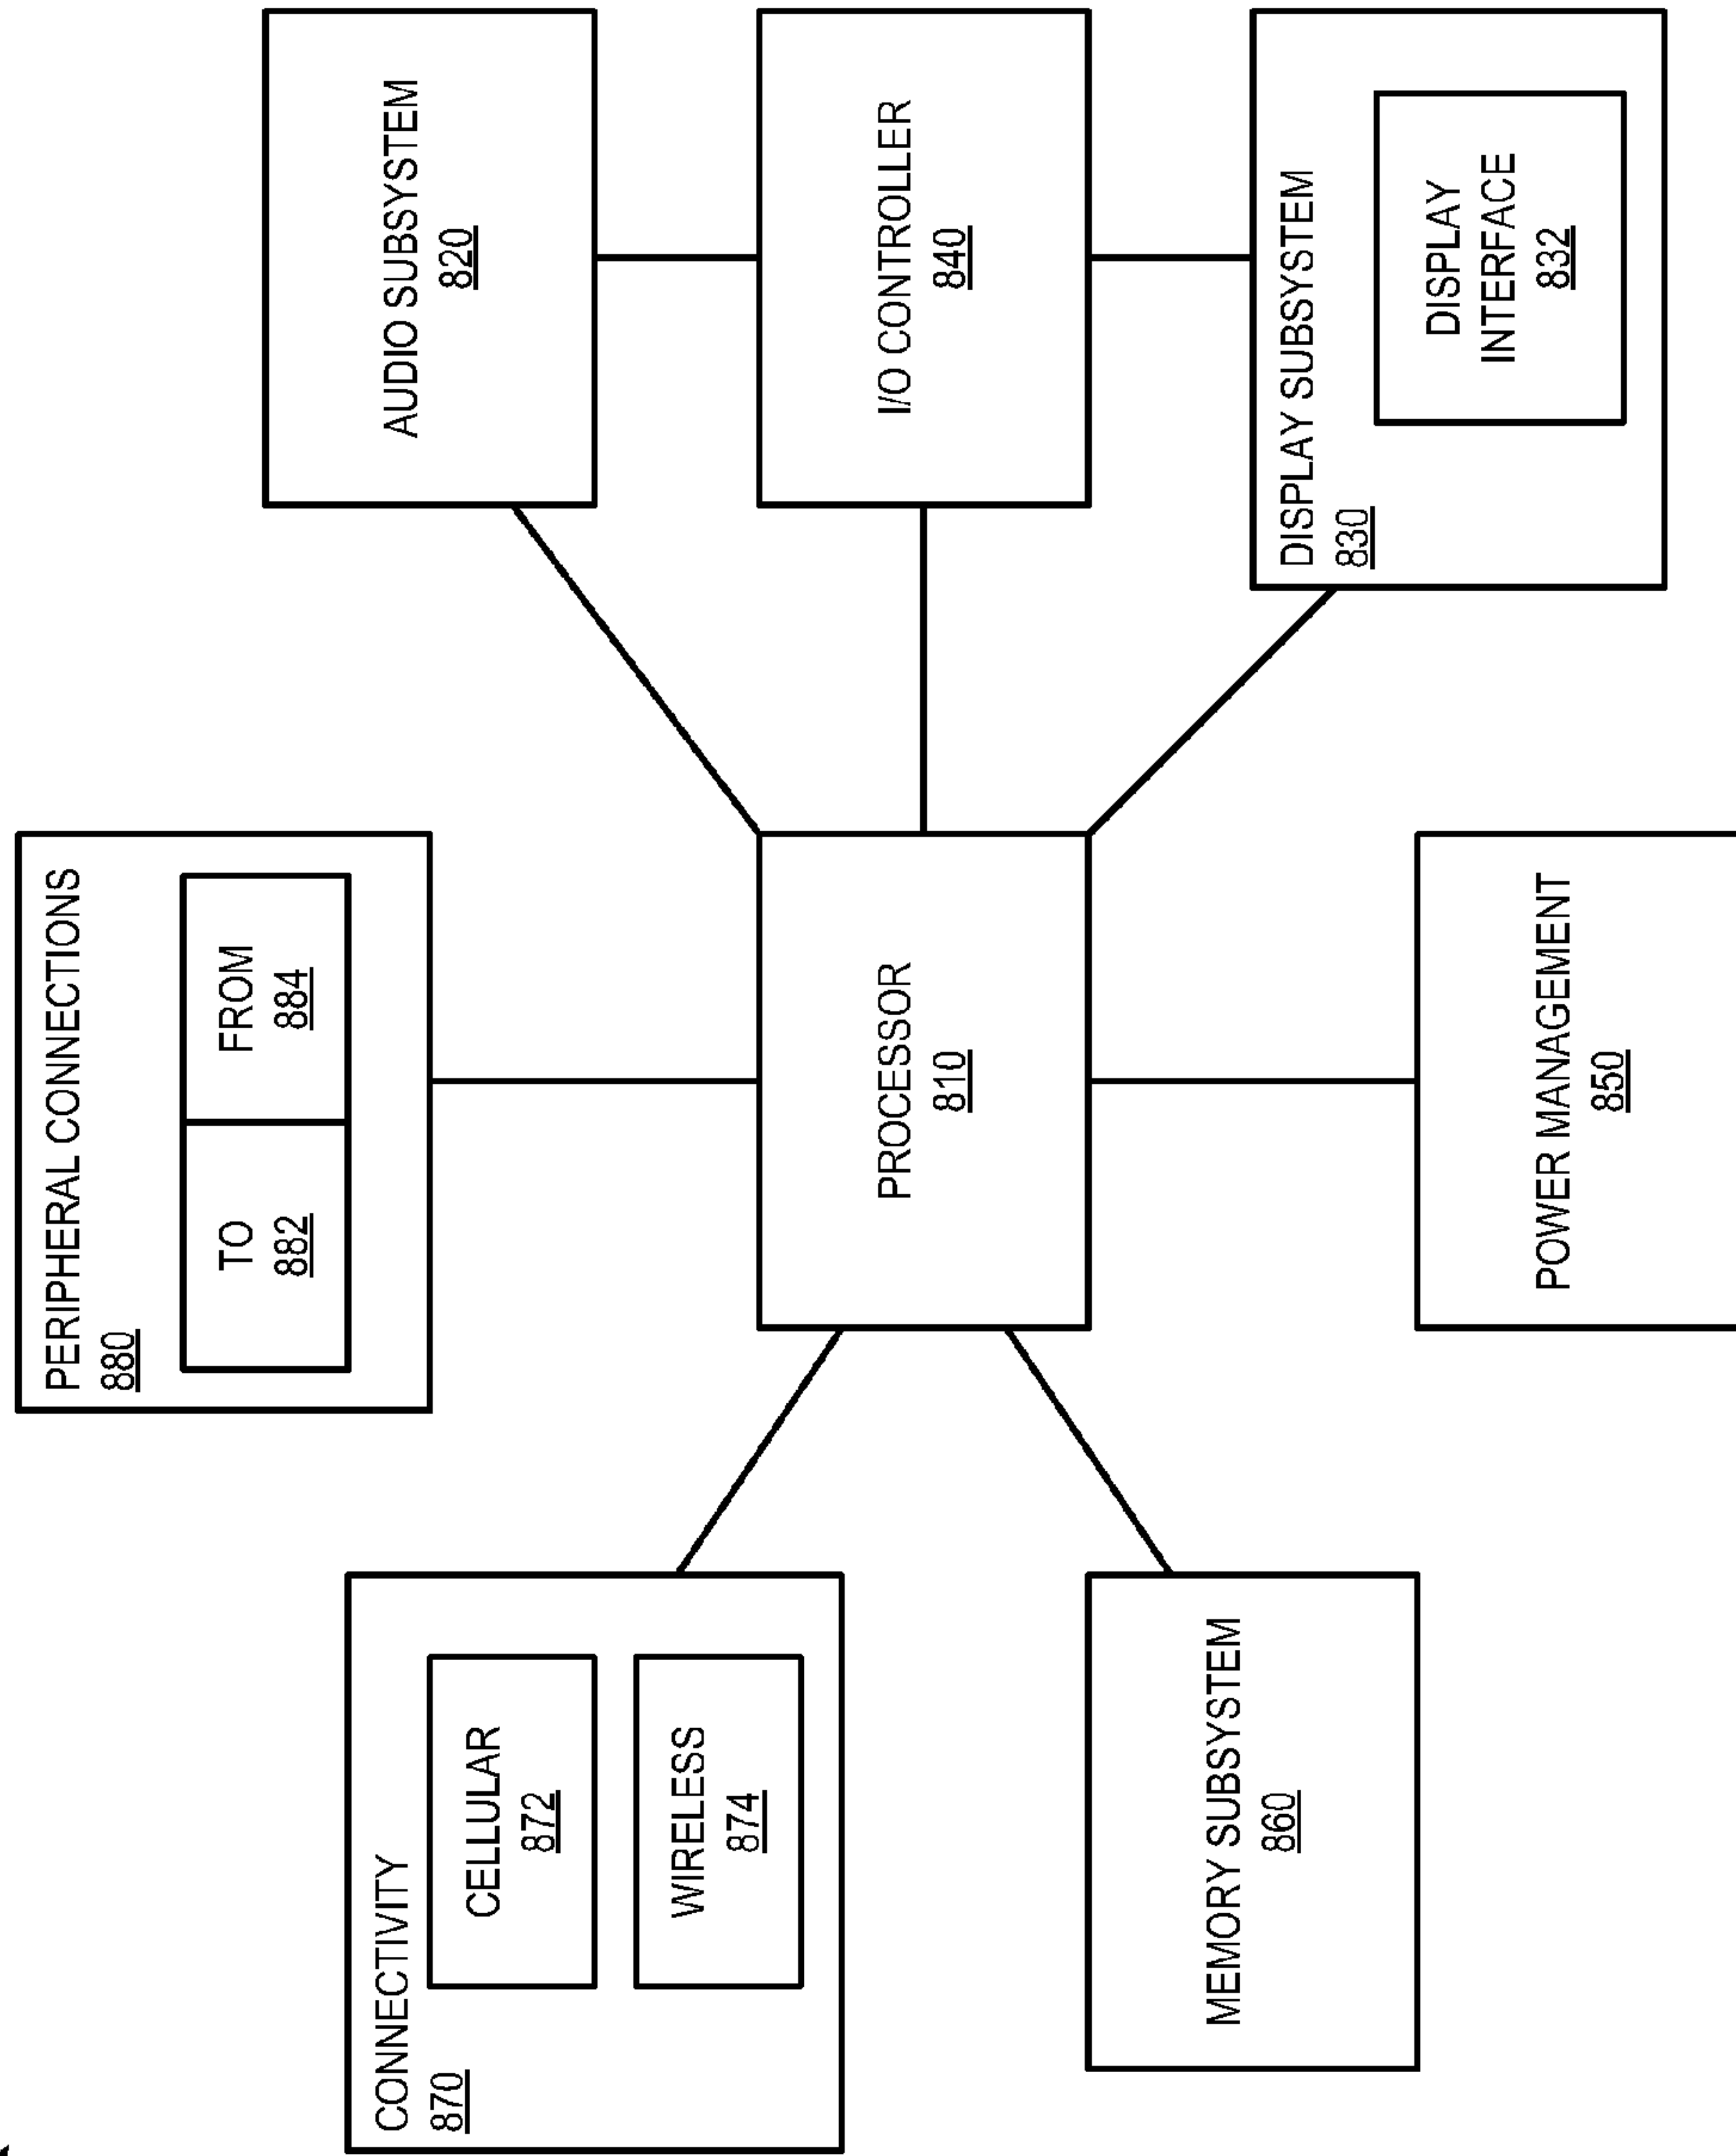 PERIPHERAL CONNECTIONS
880
TO
882
FROM
884
CONNECTIVITY
870
CELLULAR
872
WIRELESS
874
AUDIO SUBSYSTEM
820
PROCESSOR
810
I/O CONTROLLER
840
MEMORY SUBSYSTEM
860
DISPLAY SUBSYSTEM
830
DISPLAY
INTERFACE
832
POWER MANAGEMENT
850